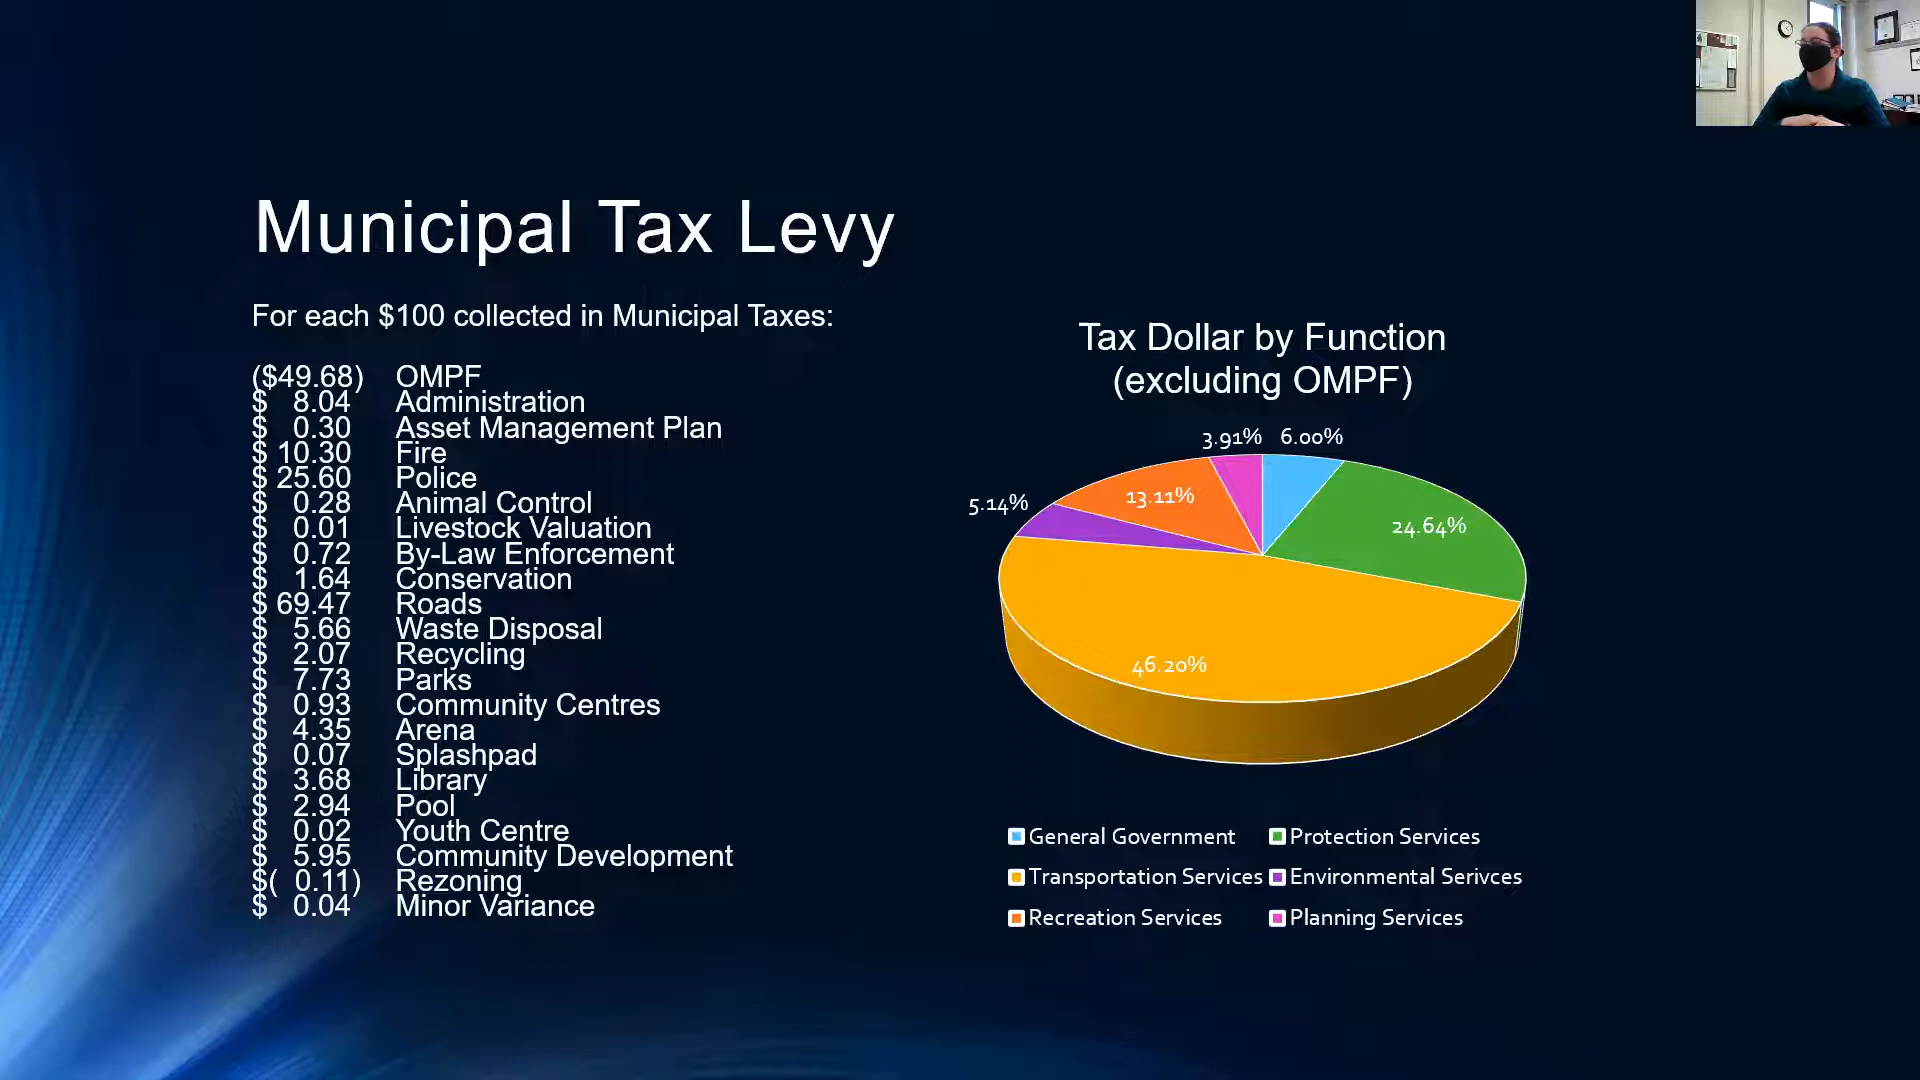 Municipal Tax Levy
For each $100 collected in Municipal Taxes:
($49.68) OMPF
$ 8.04 Administration
$ 0.30 Asset Management Plan
$ 10.30 Fire
$ 25.60 Police
$ 0.28 Animal Control
$ 0.01 Livestock Valuation
$ 0.72 By-Law Enforcement
$ 1.64 Conservation
$ 69.47 Roads
$ 5.66 Waste Disposal
$ 2.07 Recycling
$ 7.73 Parks
$ 0.93 Community Centres
$ 4.35 Arena
$ 0.07 Splashpad
$ 3.68 Library
$ 2.94 Pool
$ 0.02 Youth Centre
$ 5.95 Community Development
$( 0.11) Rezoning
$ 0.04 Minor Variance
Tax Dollar by Function
(excluding OMPF)
3.91% 6.00%
5.14% 13.11% 24.64%
46.20%
General Government Protection Services
Transportation Services Environmental Serivces
Recreation Services Planning Services